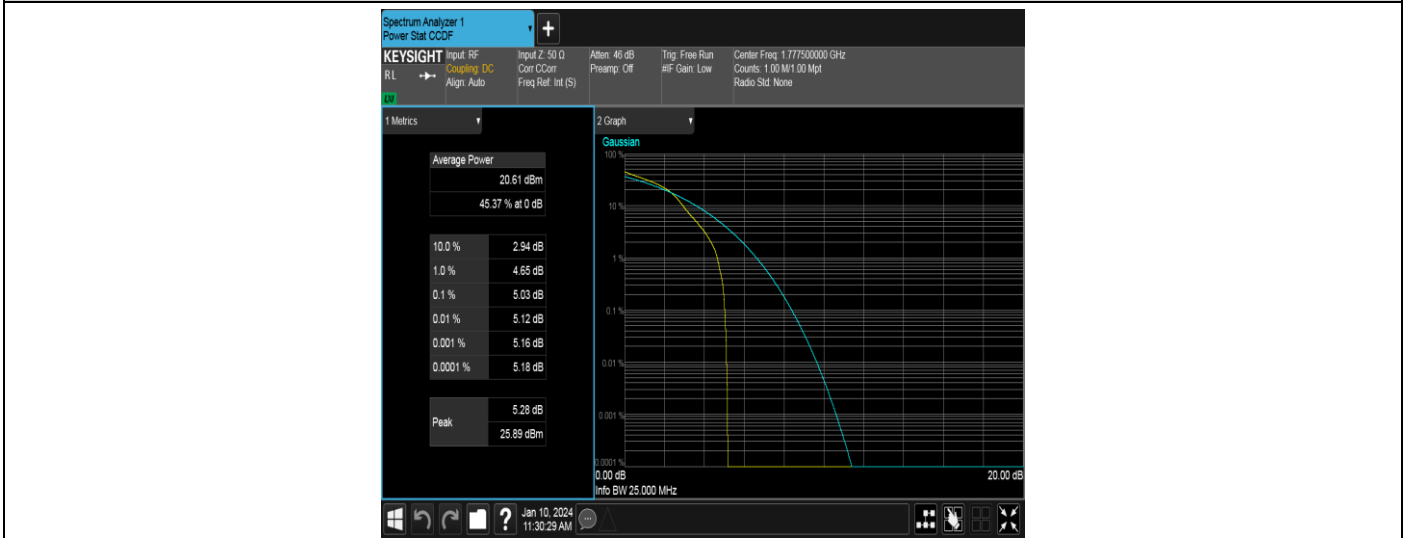 Spectrum Analyzer 1
Power Stat CCDF
+
KEYSIGHT
RL
Input: RF
Coupling: DC
Align: Auto
Input Z: 50 Ω
Corr CCorr
Freq Ref: Int (S)
Atten: 46 dB
Preamp: Off
Trig: Free Run
#IF Gain: Low
Center Freq: 1.777500000 GHz
Counts: 1.00 M/1.00 Mpt
Radio Std: None
1 Metrics
Average Power
20.61 dBm
45.37 % at 0 dB
10.0 % 2.94 dB
1.0 % 4.65 dB
0.1 % 5.03 dB
0.01 % 5.12 dB
0.001 % 5.16 dB
0.0001 % 5.18 dB
Peak
5.28 dB
25.89 dBm
2 Graph
Gaussian
100 %
10 %
1 %
0.1 %
0.01 %
0.001 %
0.0001 %
0.00 dB 20.00 dB
Info BW 25.000 MHz
?
Jan 10, 2024
11:30:29 AM